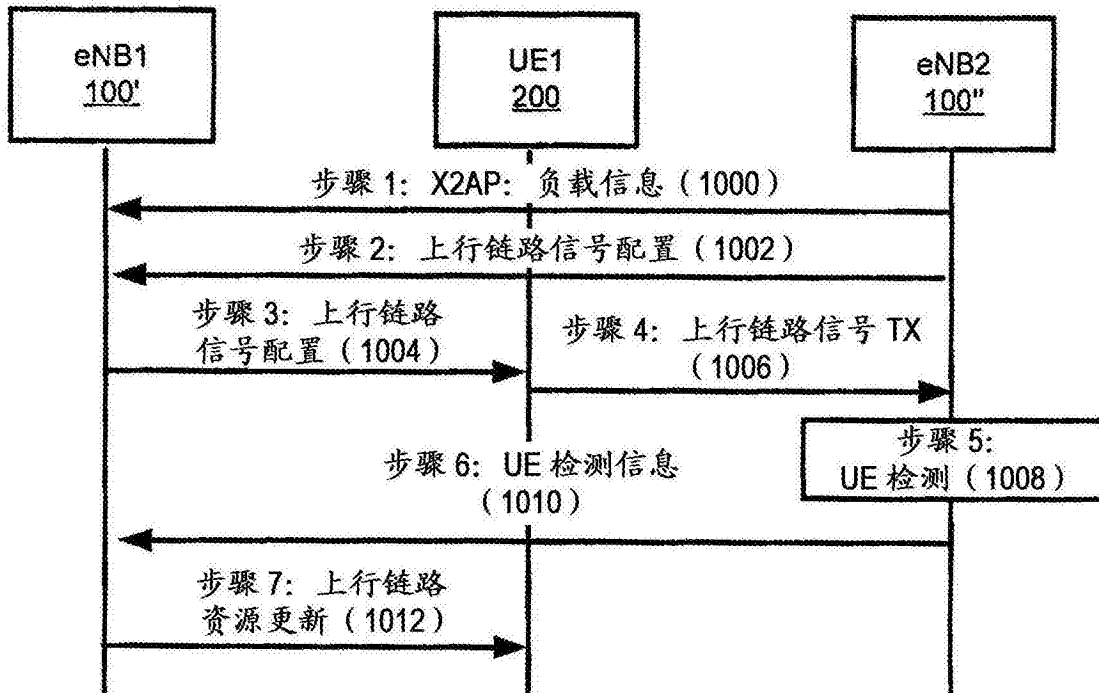 eNB1
100'
UE1
200
eNB2
100"
步骤 1: X2AP: 负载信息 (1000)
步骤 2: 上行链路信号配置 (1002)
步骤 3: 上行链路
信号配置 (1004)
步骤 4: 上行链路信号 TX
(1006)
步骤 5:
UE 检测 (1008)
步骤 6: UE 检测信息
(1010)
步骤 7: 上行链路
资源更新 (1012)